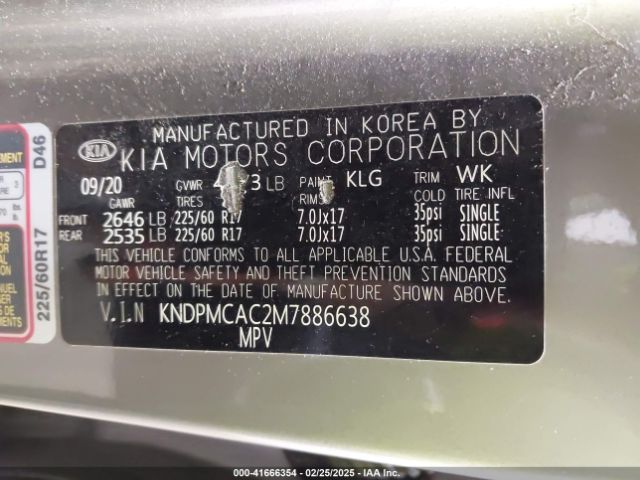 MANUFACTURED IN KOREA BY
KIA KIA MOTORS CORPORATION
09/20 GVWR LB PAINT KLG TRIM WK
GAWR TIRES RIMS COLD TIRE INFL
FRONT 2646 LB 225/60 R17 7.0Jx17 35psi SINGLE
REAR 2535 LB 225/60 R17 7.0Jx17 35psi SINGLE
THIS VEHICLE CONFORMS TO ALL APPLICABLE U.S.A. FEDERAL
MOTOR VEHICLE SAFETY AND THEFT PREVENTION STANDARDS
IN EFFECT ON THE DATE OF MANUFACTURE SHOWN ABOVE.
V.I.N KNDPMCAC2M7886638
MPV
D46
225/60R17
000-41666354 | 02/25/2025 | IAA Inc.